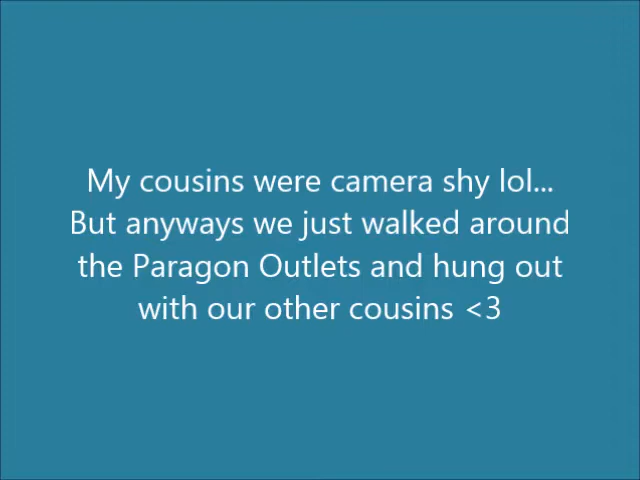 My cousins were camera shy lol...
But anyways we just walked around
the Paragon Outlets and hung out
with our other cousins <3